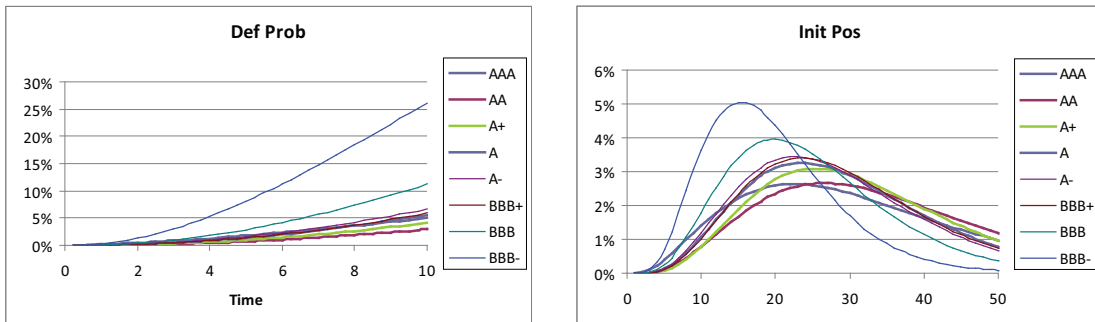 Def Prob
30%
25%
20%
15%
10%
5%
0%
0
2
4
6
8
10
Time
AAA
AA
A+
A
A-
BBB+
BBB
BBB-
Init Pos
6%
5%
4%
3%
2%
1%
0%
0
10
20
30
40
50
AAA
AA
A+
A
A-
BBB+
BBB
BBB-